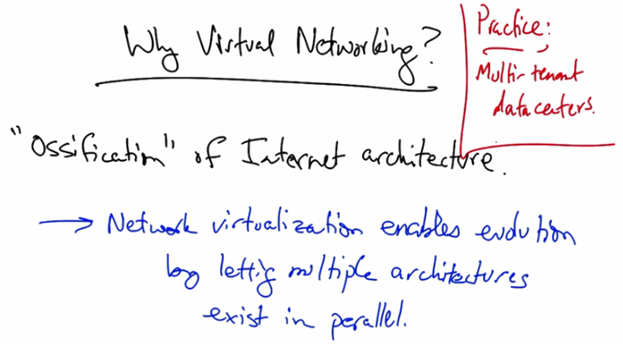 Why Virtual Networking?
Practice:
Multi-tenant
datacenters.
"Ossification" of Internet architecture.
→ Network virtualization enables evolution
by lettig multiple architectures
exist in parallel.